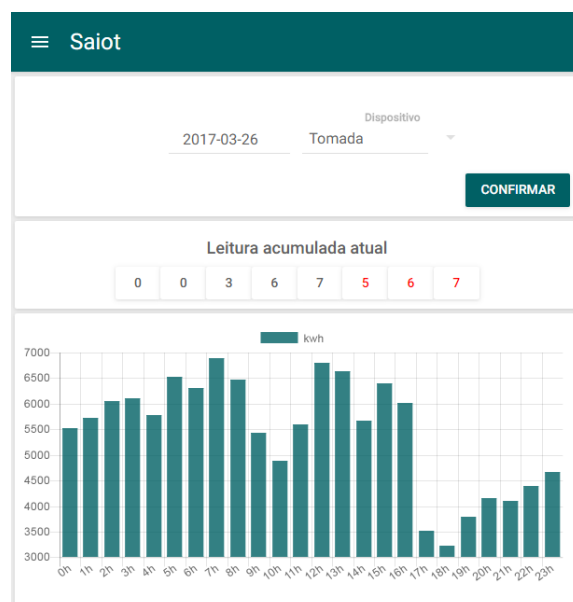 Saiot
Dispositivo
2017-03-26 Tomada
CONFIRMAR
Leitura acumulada atual
0 0 3 6 7 5 6 7
kwh
7000
6500
6000
5500
5000
4500
4000
3500
3000
0h 1h 2h 3h 4h 5h 6h 7h 8h 9h 10h 11h 12h 13h 14h 15h 16h 17h 18h 19h 20h 21h 22h 23h